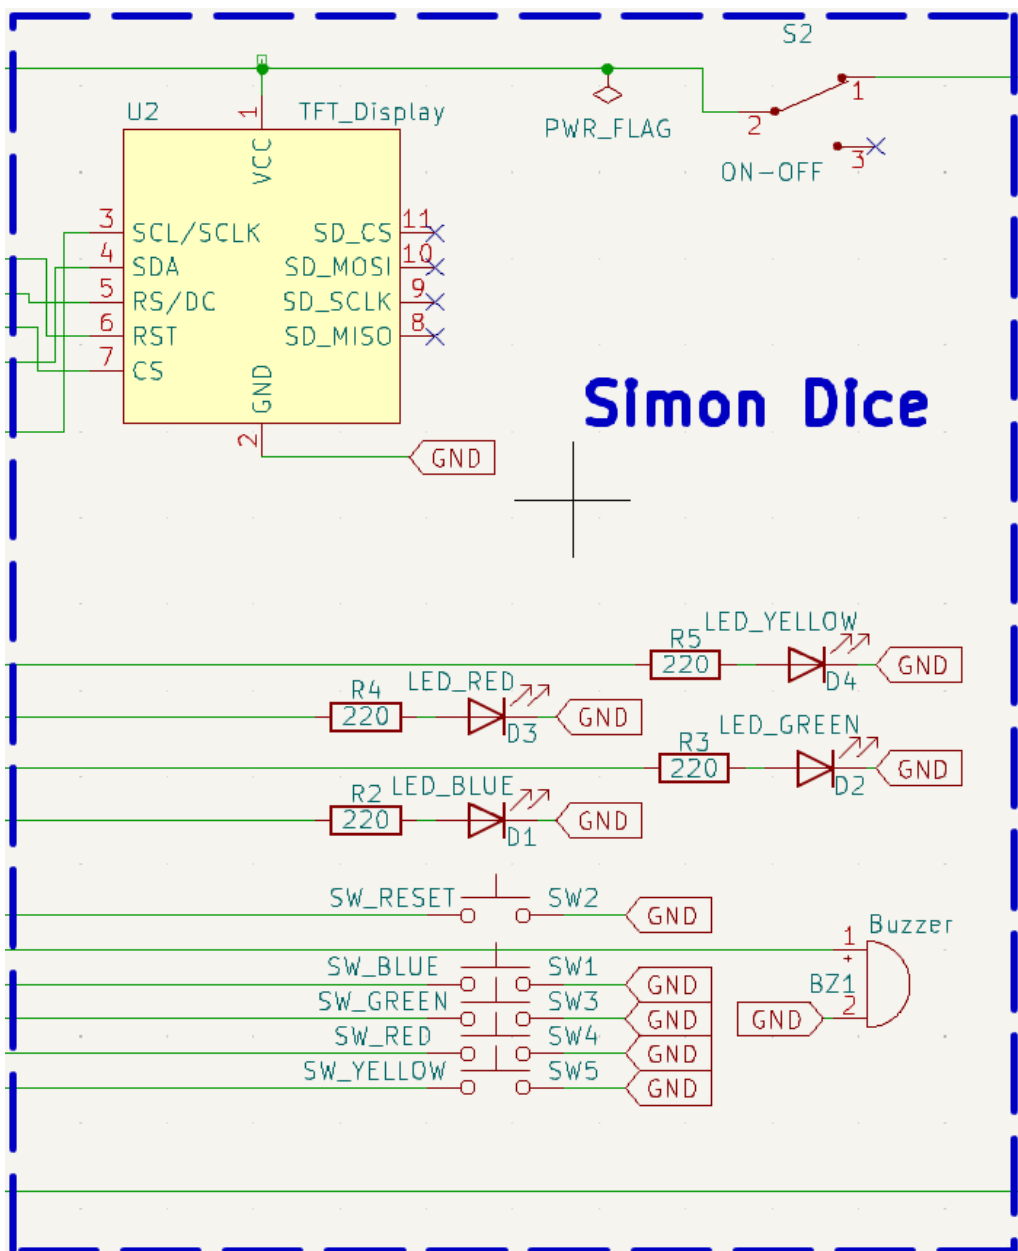 S2
U2
1
TFT_Display
VCC
PWR_FLAG
1
2
3
ON-OFF
3 SCL/SCLK
SD_CS 11
4 SDA
SD_MOSI 10
5 RS/DC
SD_SCLK 9
6 RST
SD_MISO 8
7 CS
GND
2
GND
Simon Dice
LED_YELLOW
R5
220
D4
GND
LED_RED
R4
220
D3
GND
LED_GREEN
R3
220
D2
GND
LED_BLUE
R2
220
D1
GND
SW_RESET SW2 GND
Buzzer
1
+
BZ1
2
GND
SW_BLUE SW1 GND
SW_GREEN SW3 GND
SW_RED SW4 GND
SW_YELLOW SW5 GND